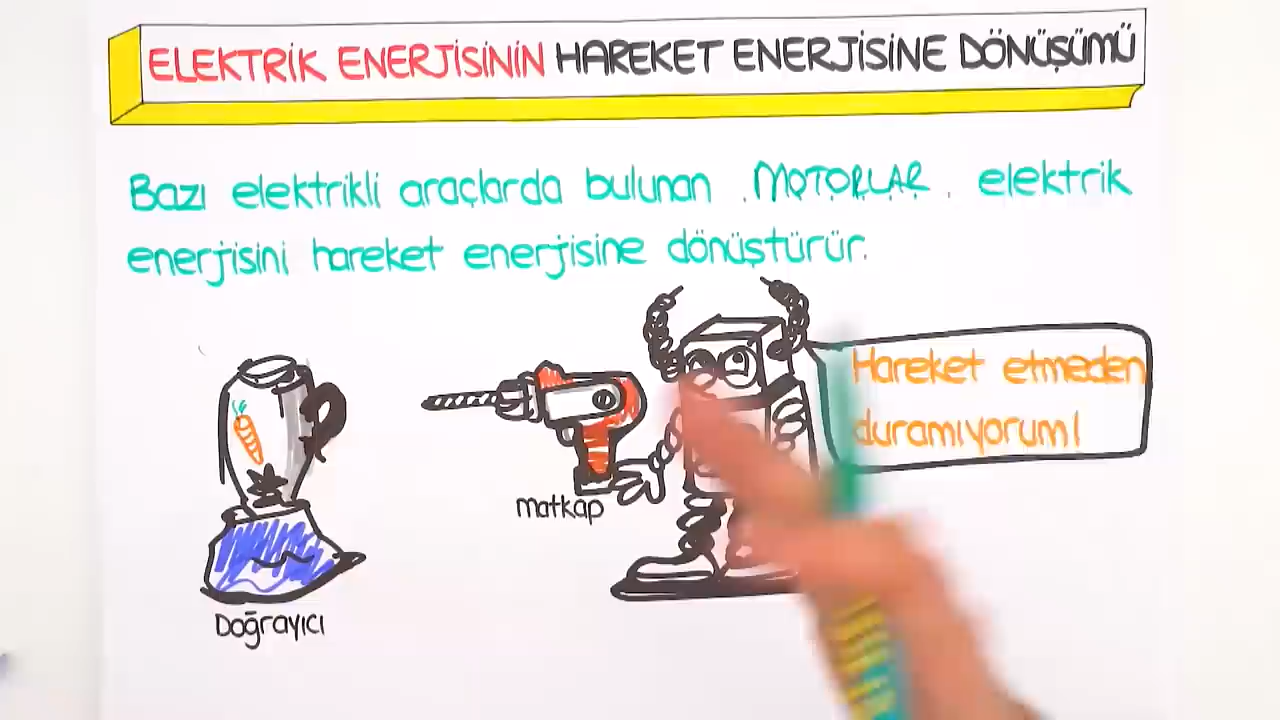 ELEKTRİK ENERJİSİNİN HAREKET ENERJİSİNE DÖNÜŞÜMÜ
Bazı elektrikli araçlarda bulunan .MOTORLAR. elektrik
enerjisini hareket enerjisine dönüştürür.
Hareket etmeden
duramıyorum!
matkap
Doğrayıcı